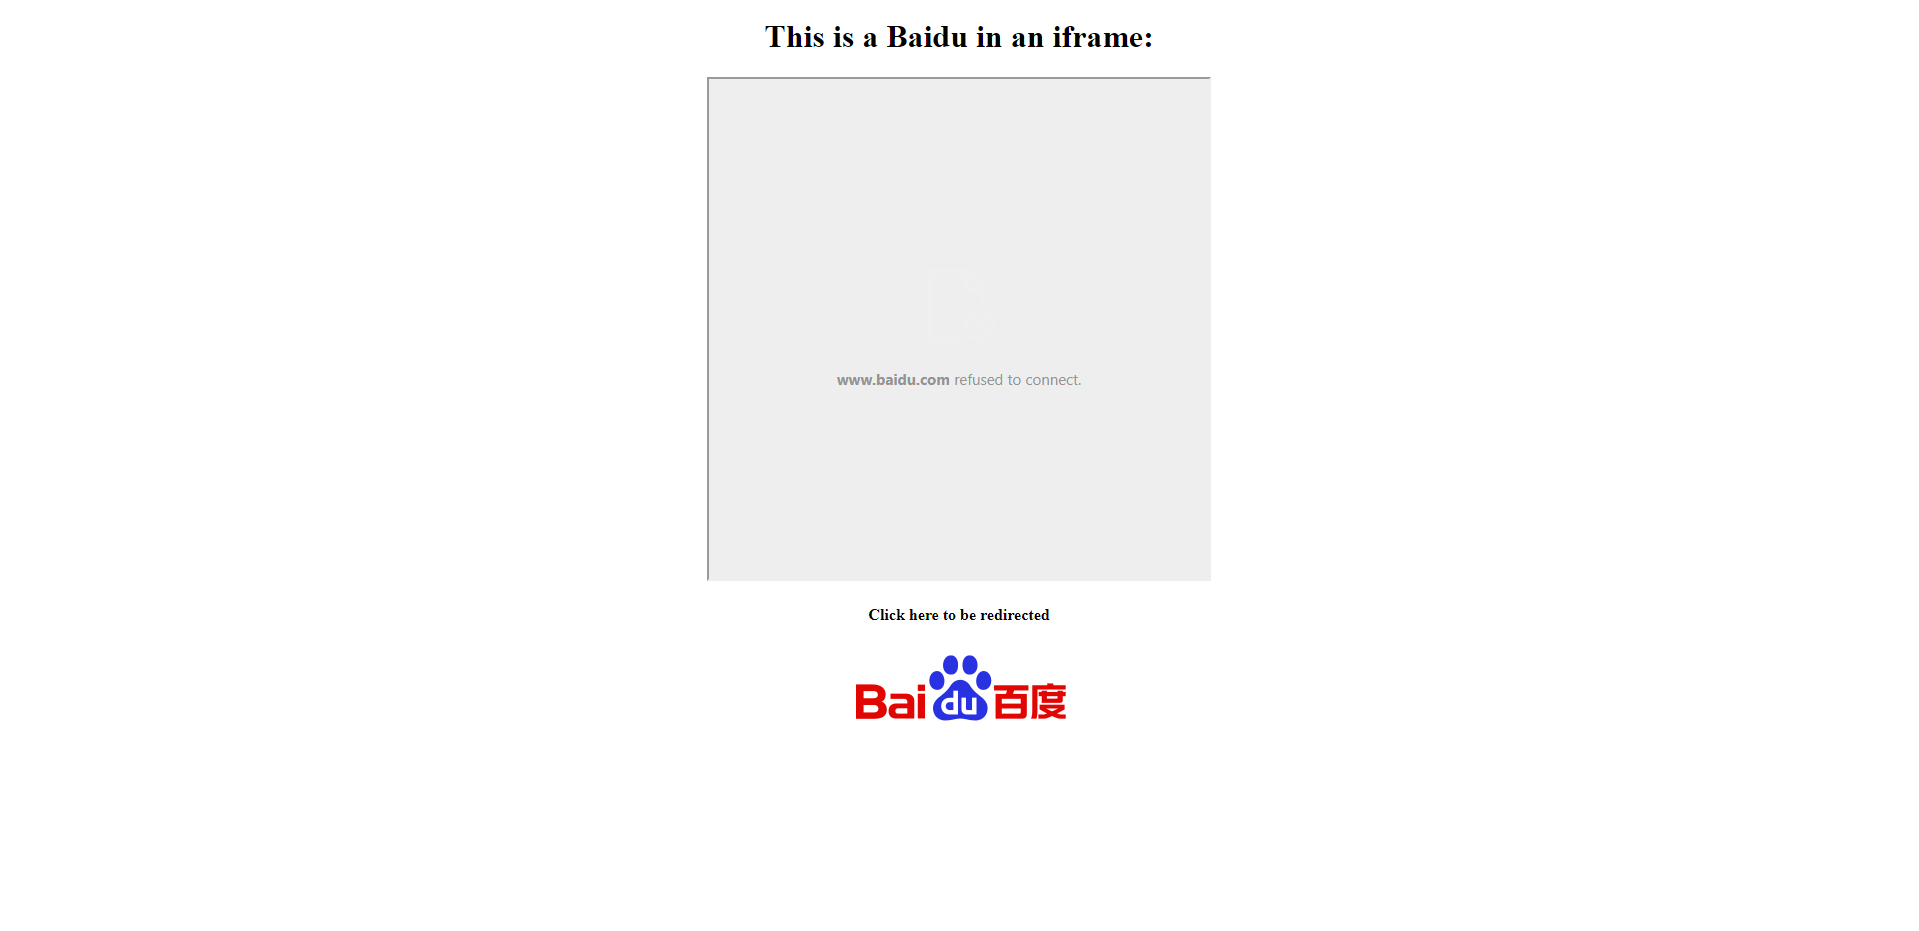 This is a Baidu in an iframe:
www.baidu.com refused to connect.
Click here to be redirected
Baidu百度